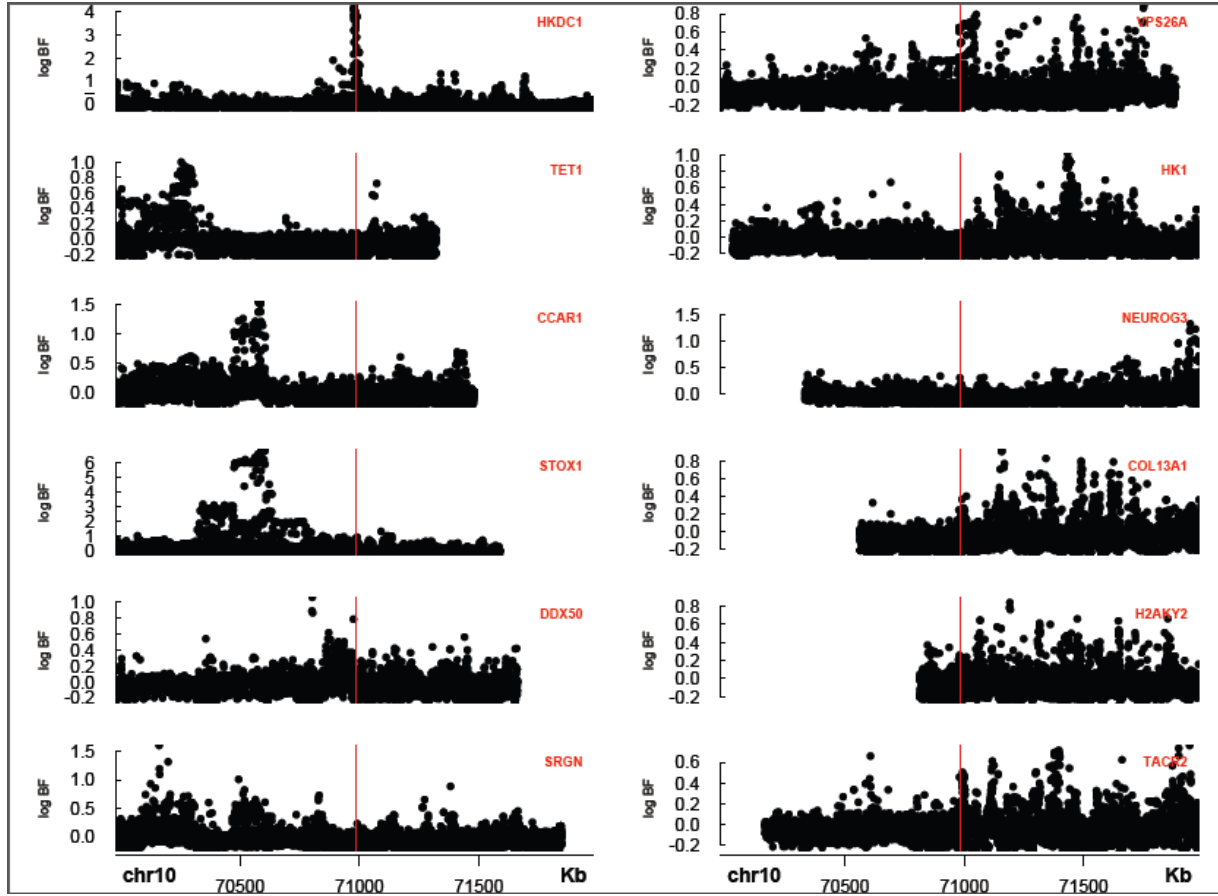 HKDC1
log BF
4
3
2
1
0
VPS26A
log BF
0.8
0.6
0.4
0.2
0.0
-0.2
TET1
log BF
1.0
0.8
0.6
0.4
0.2
0.0
-0.2
HK1
log BF
1.0
0.8
0.6
0.4
0.2
0.0
-0.2
CCAR1
log BF
1.5
1.0
0.5
0.0
NEUROG3
log BF
1.5
1.0
0.5
0.0
STOX1
log BF
6
5
4
3
2
1
0
COL13A1
log BF
0.8
0.6
0.4
0.2
0.0
-0.2
DDX50
log BF
1.0
0.8
0.6
0.4
0.2
0.0
-0.2
H2AKY2
log BF
0.8
0.6
0.4
0.2
0.0
-0.2
SRGN
log BF
1.5
1.0
0.5
0.0
TACR2
log BF
0.6
0.4
0.2
0.0
-0.2
chr10 70500 71000 71500 Kb
chr10 70500 71000 71500 Kb